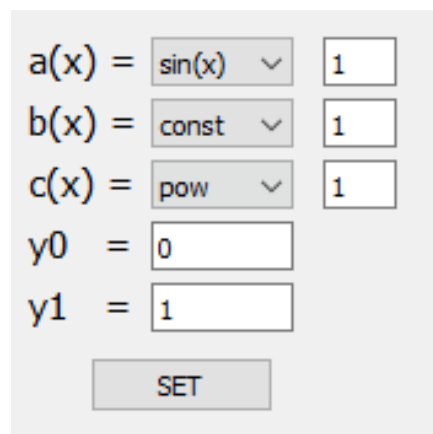 a(x) = sin(x) 1
b(x) = const 1
c(x) = pow 1
y0 = 0
y1 = 1
SET